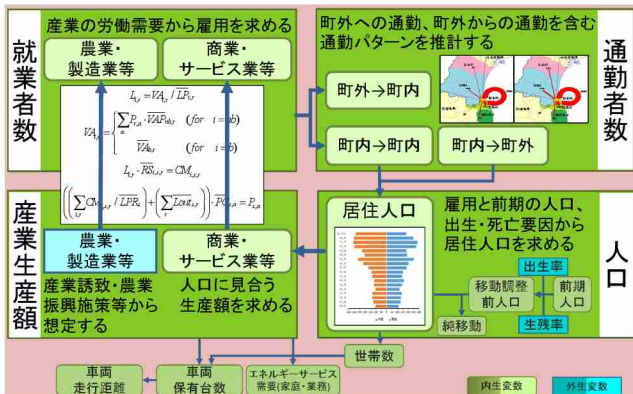 就業者数
産業の労働需要から雇用を求める
農業・
製造業等
商業・
サービス業等
町外への通勤、町外からの通勤を含む
通勤パターンを推計する
通勤者数
町外→町内
町内→町内
町内→町外
産業生産額
農業・
製造業等
商業・
サービス業等
産業誘致・農業
振興施策等から
想定する
人口に見合う
生産額を求める
居住人口
雇用と前期の人口、
出生・死亡要因から
居住人口を求める
人口
出生率
移動調整
前人口
前期
人口
生残率
純移動
世帯数
車両
走行距離
車両
保有台数
エネルギーサービス
需要(家庭・業務)
内生変数
外生変数